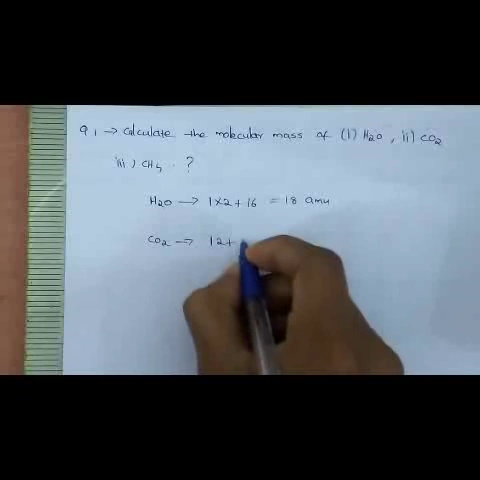 Q1 → Calculate the molecular mass of (i) H2O, ii) CO2
iii) CH4 . ?
H2O → 1×2+16 = 18 amu
CO2 → 12+